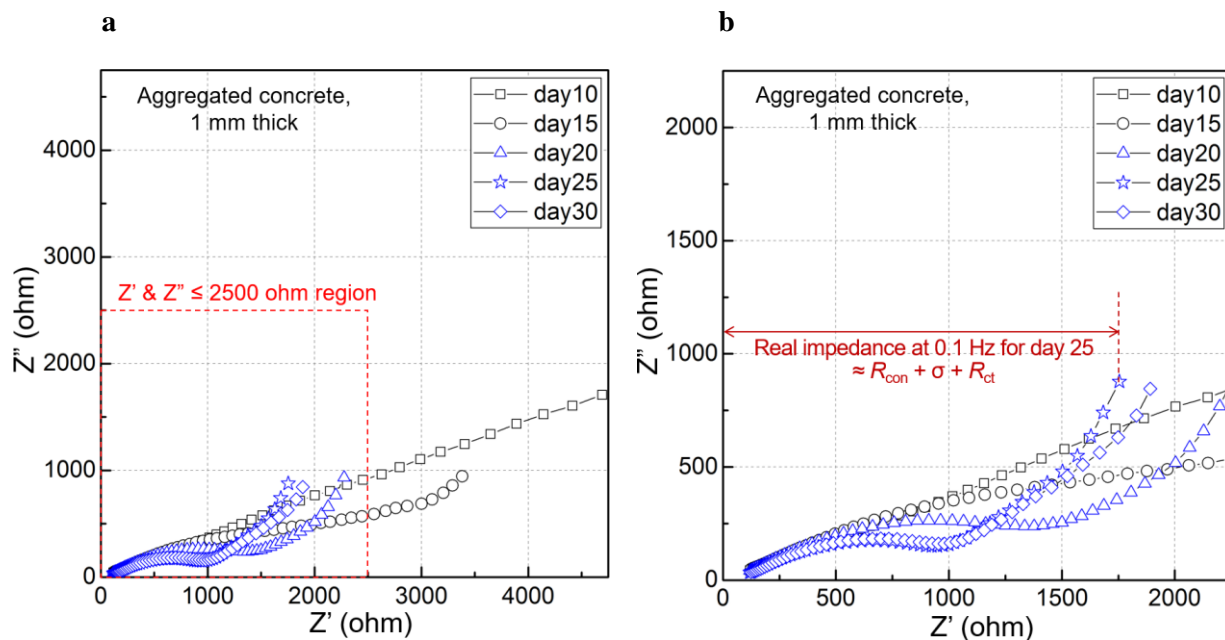 a
Aggregated concrete,
1 mm thick
day10
day15
day20
day25
day30
Z' & Z" ≤ 2500 ohm region
Z" (ohm)
4000
3000
2000
1000
0
0
1000
2000
3000
4000
Z' (ohm)
b
Aggregated concrete,
1 mm thick
day10
day15
day20
day25
day30
Real impedance at 0.1 Hz for day 25
≈ Rcon + σ + Rct
Z" (ohm)
2000
1500
1000
500
0
0
500
1000
1500
2000
Z' (ohm)